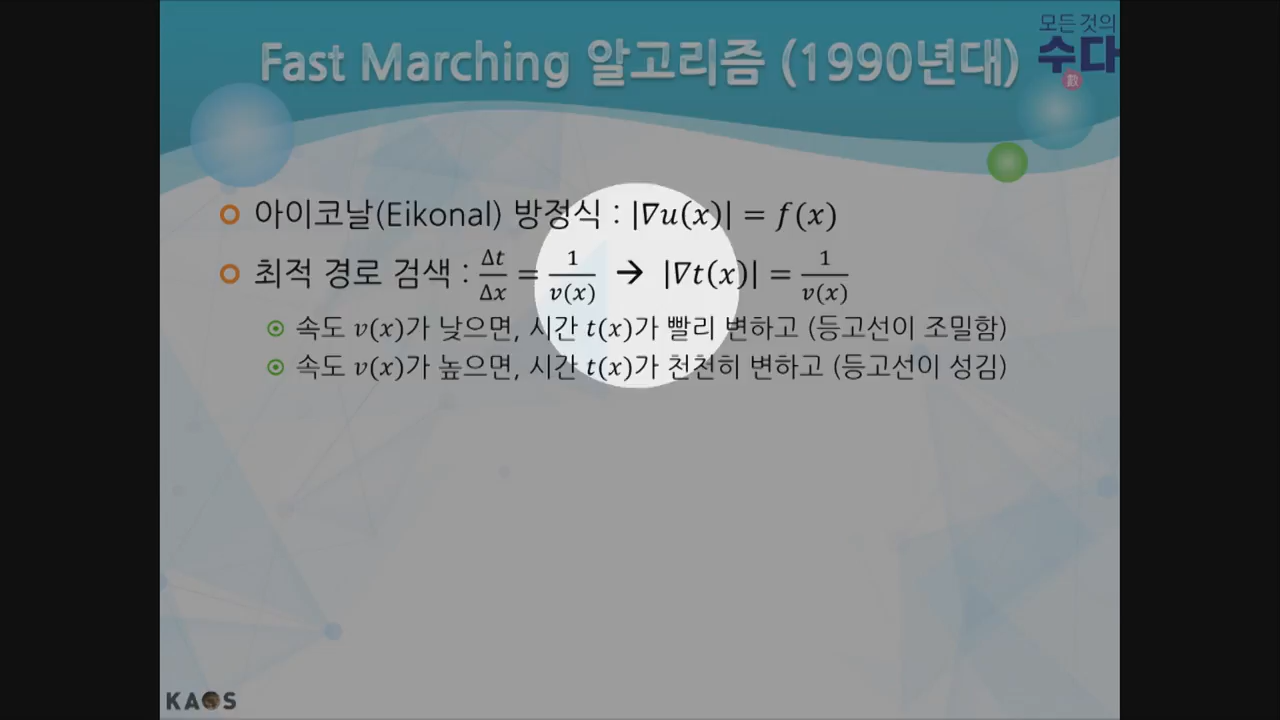 모든 것의
수다
數
Fast Marching 알고리즘 (1990년대)
아이코날(Eikonal) 방정식 : |∇u(x)| = f(x)
최적 경로 검색 : Δt/Δx = 1/v(x) → |∇t(x)| = 1/v(x)
속도 v(x)가 낮으면, 시간 t(x)가 빨리 변하고 (등고선이 조밀함)
속도 v(x)가 높으면, 시간 t(x)가 천천히 변하고 (등고선이 성김)
KAOS